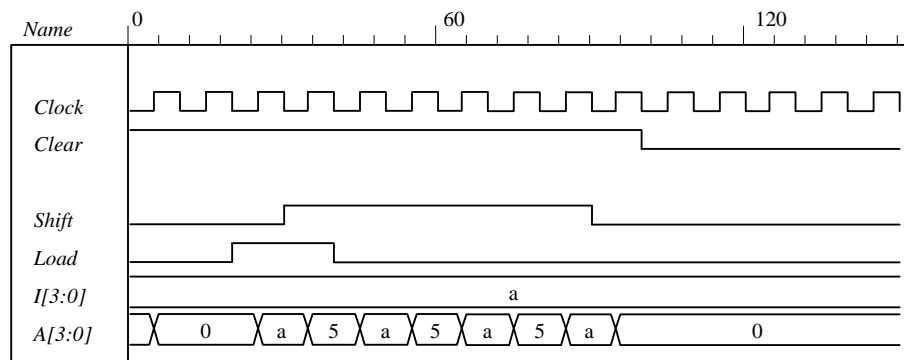 Name 0 60 120
Clock
Clear
Shift
Load
I[3:0] a
A[3:0] 0 a 5 a 5 a 5 a 0